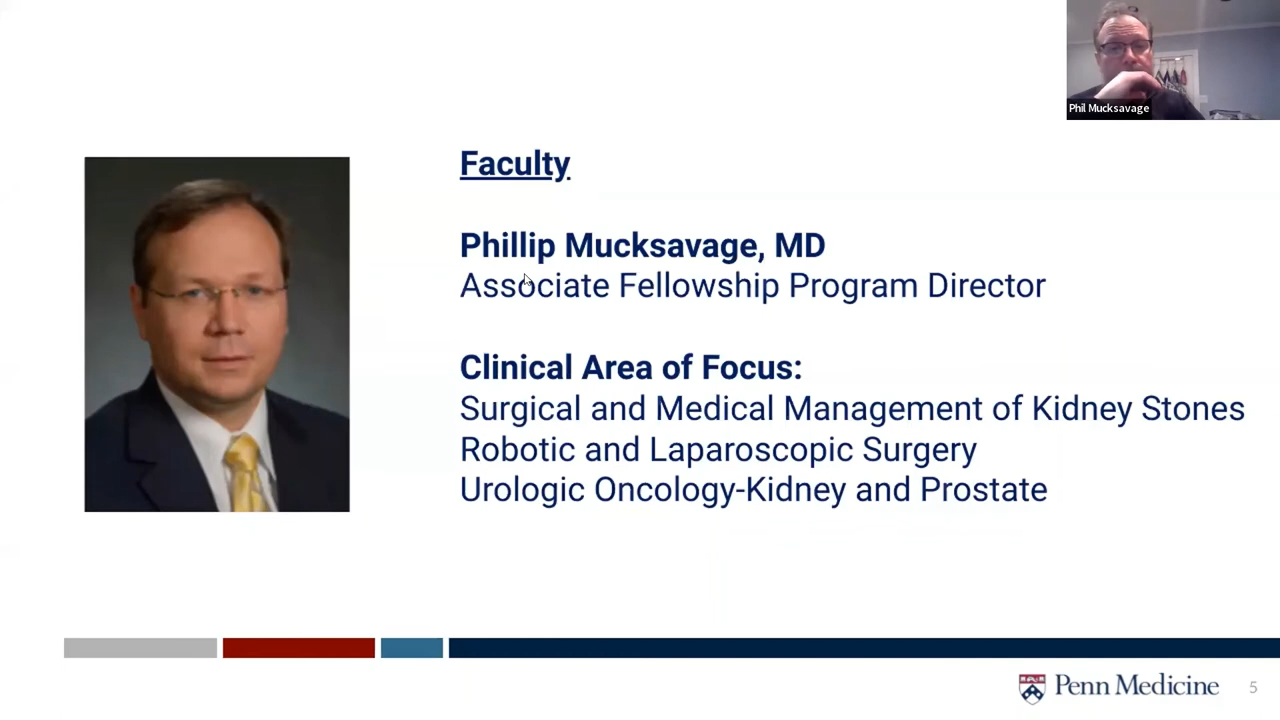 Phil Mucksavage
Faculty
Phillip Mucksavage, MD
Associate Fellowship Program Director
Clinical Area of Focus:
Surgical and Medical Management of Kidney Stones
Robotic and Laparoscopic Surgery
Urologic Oncology-Kidney and Prostate
Penn Medicine
5